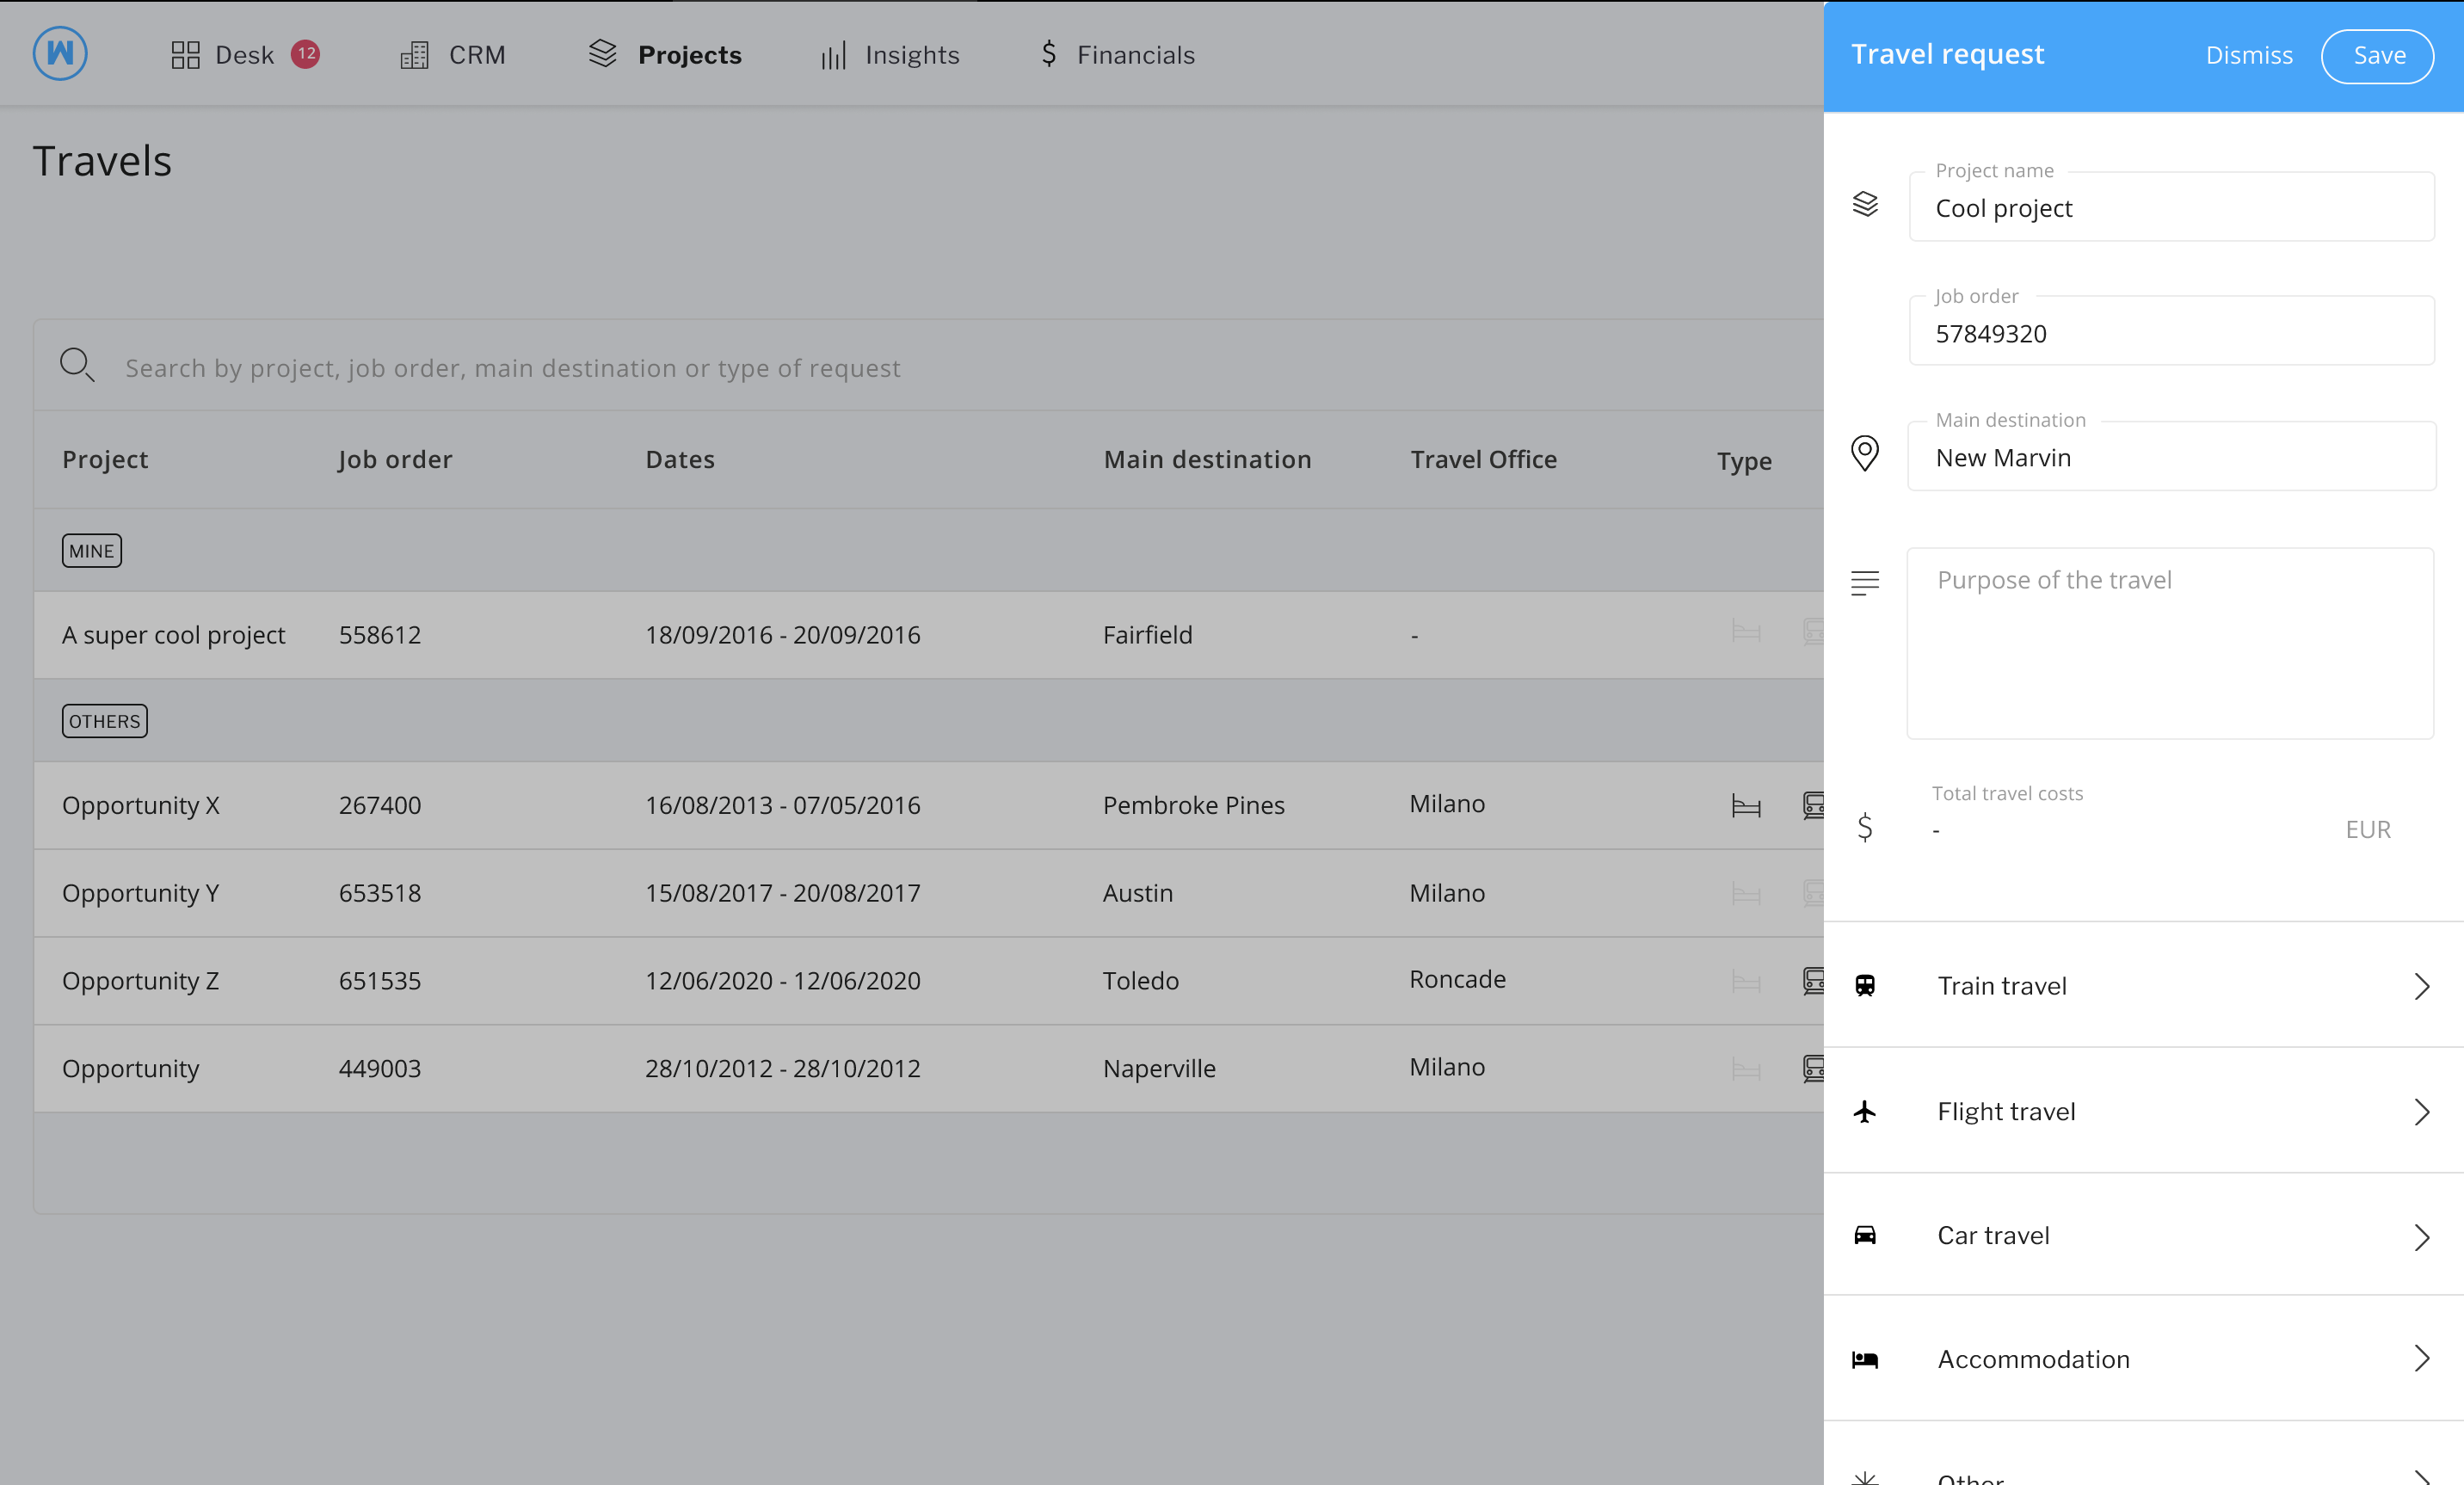 W Desk 12 CRM Projects Insights $ Financials
Travels
Search by project, job order, main destination or type of request
Project Job order Dates Main destination Travel Office Type
MINE
A super cool project 558612 18/09/2016 - 20/09/2016 Fairfield -
OTHERS
Opportunity X 267400 16/08/2013 - 07/05/2016 Pembroke Pines Milano
Opportunity Y 653518 15/08/2017 - 20/08/2017 Austin Milano
Opportunity Z 651535 12/06/2020 - 12/06/2020 Toledo Roncade
Opportunity 449003 28/10/2012 - 28/10/2012 Naperville Milano
Travel request Dismiss Save
Project name
Cool project
Job order
57849320
Main destination
New Marvin
Purpose of the travel
Total travel costs
$ - EUR
Train travel
Flight travel
Car travel
Accommodation
Other